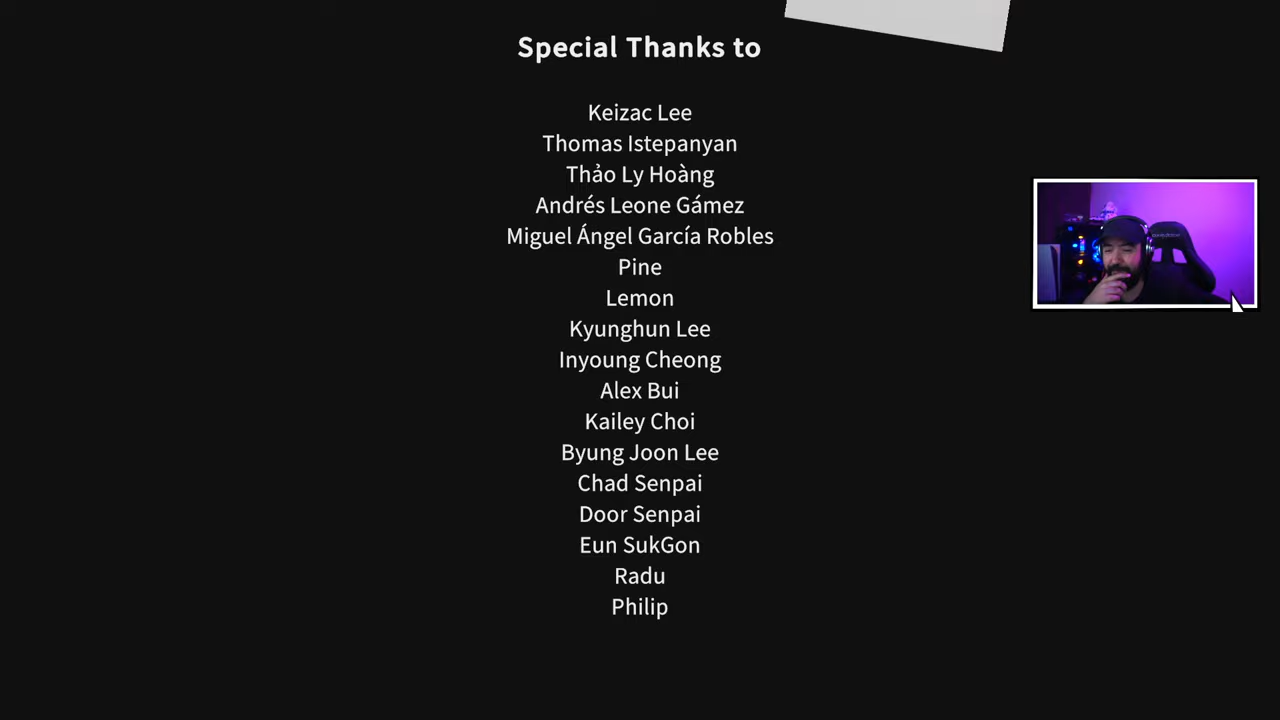 Special Thanks to
Keizac Lee
Thomas Istepanyan
Thảo Ly Hoàng
Andrés Leone Gámez
Miguel Ángel García Robles
Pine
Lemon
Kyunghun Lee
Inyoung Cheong
Alex Bui
Kailey Choi
Byung Joon Lee
Chad Senpai
Door Senpai
Eun SukGon
Radu
Philip